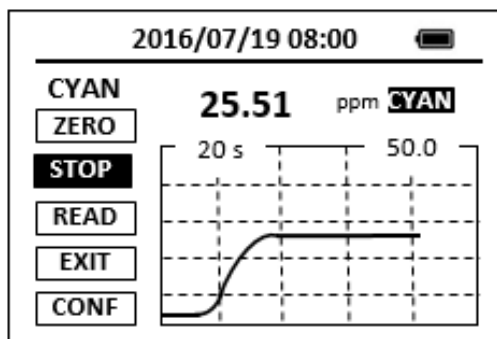 2016/07/19 08:00
CYAN
25.51 ppm CYAN
ZERO
20 s 50.0
STOP
READ
EXIT
CONF